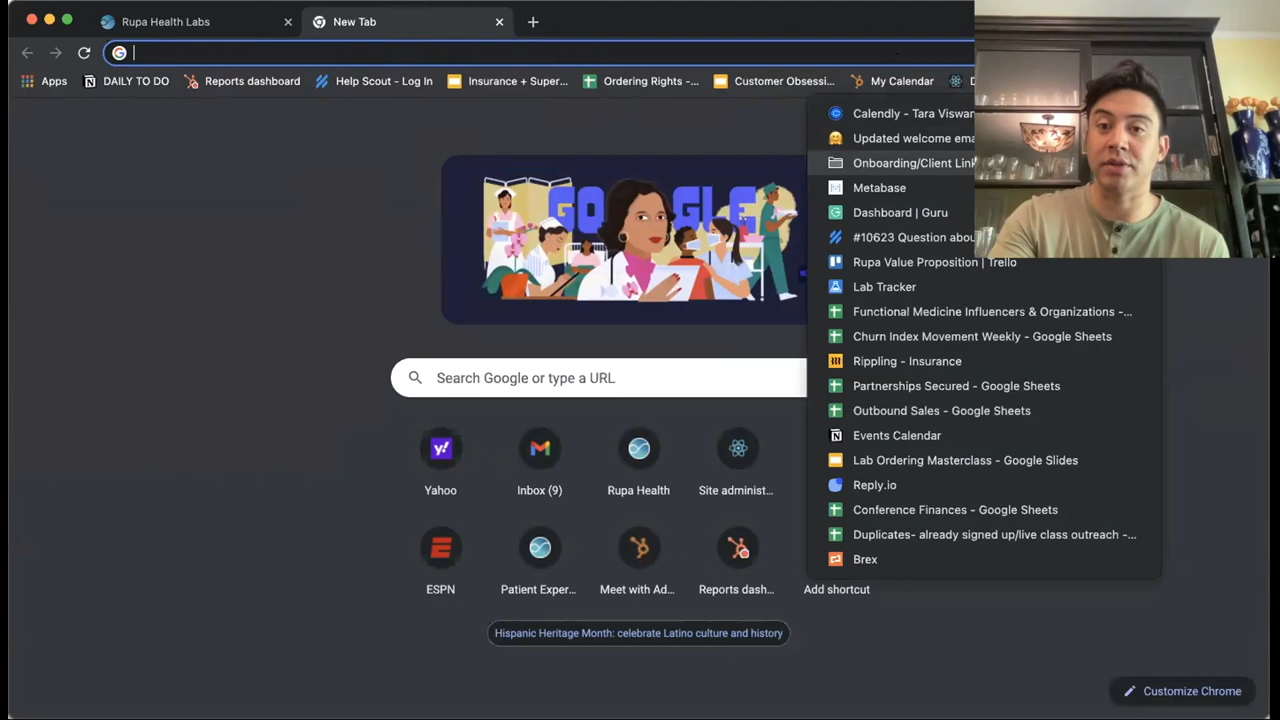 Rupa Health Labs
New Tab
Apps
DAILY TO DO
Reports dashboard
Help Scout - Log In
Insurance + Super...
Ordering Rights -...
Customer Obsessi...
My Calendar
Calendly - Tara Viswan
Updated welcome ema
Onboarding/Client Link
Metabase
Dashboard | Guru
#10623 Question abou
Rupa Value Proposition | Trello
Lab Tracker
Functional Medicine Influencers & Organizations -...
Churn Index Movement Weekly - Google Sheets
Rippling - Insurance
Partnerships Secured - Google Sheets
Outbound Sales - Google Sheets
Events Calendar
Lab Ordering Masterclass - Google Slides
Reply.io
Conference Finances - Google Sheets
Duplicates- already signed up/live class outreach -...
Brex
GOOGLE
Search Google or type a URL
Yahoo
Inbox (9)
Rupa Health
Site administ...
ESPN
Patient Exper...
Meet with Ad...
Reports dash...
Add shortcut
Hispanic Heritage Month: celebrate Latino culture and history
Customize Chrome